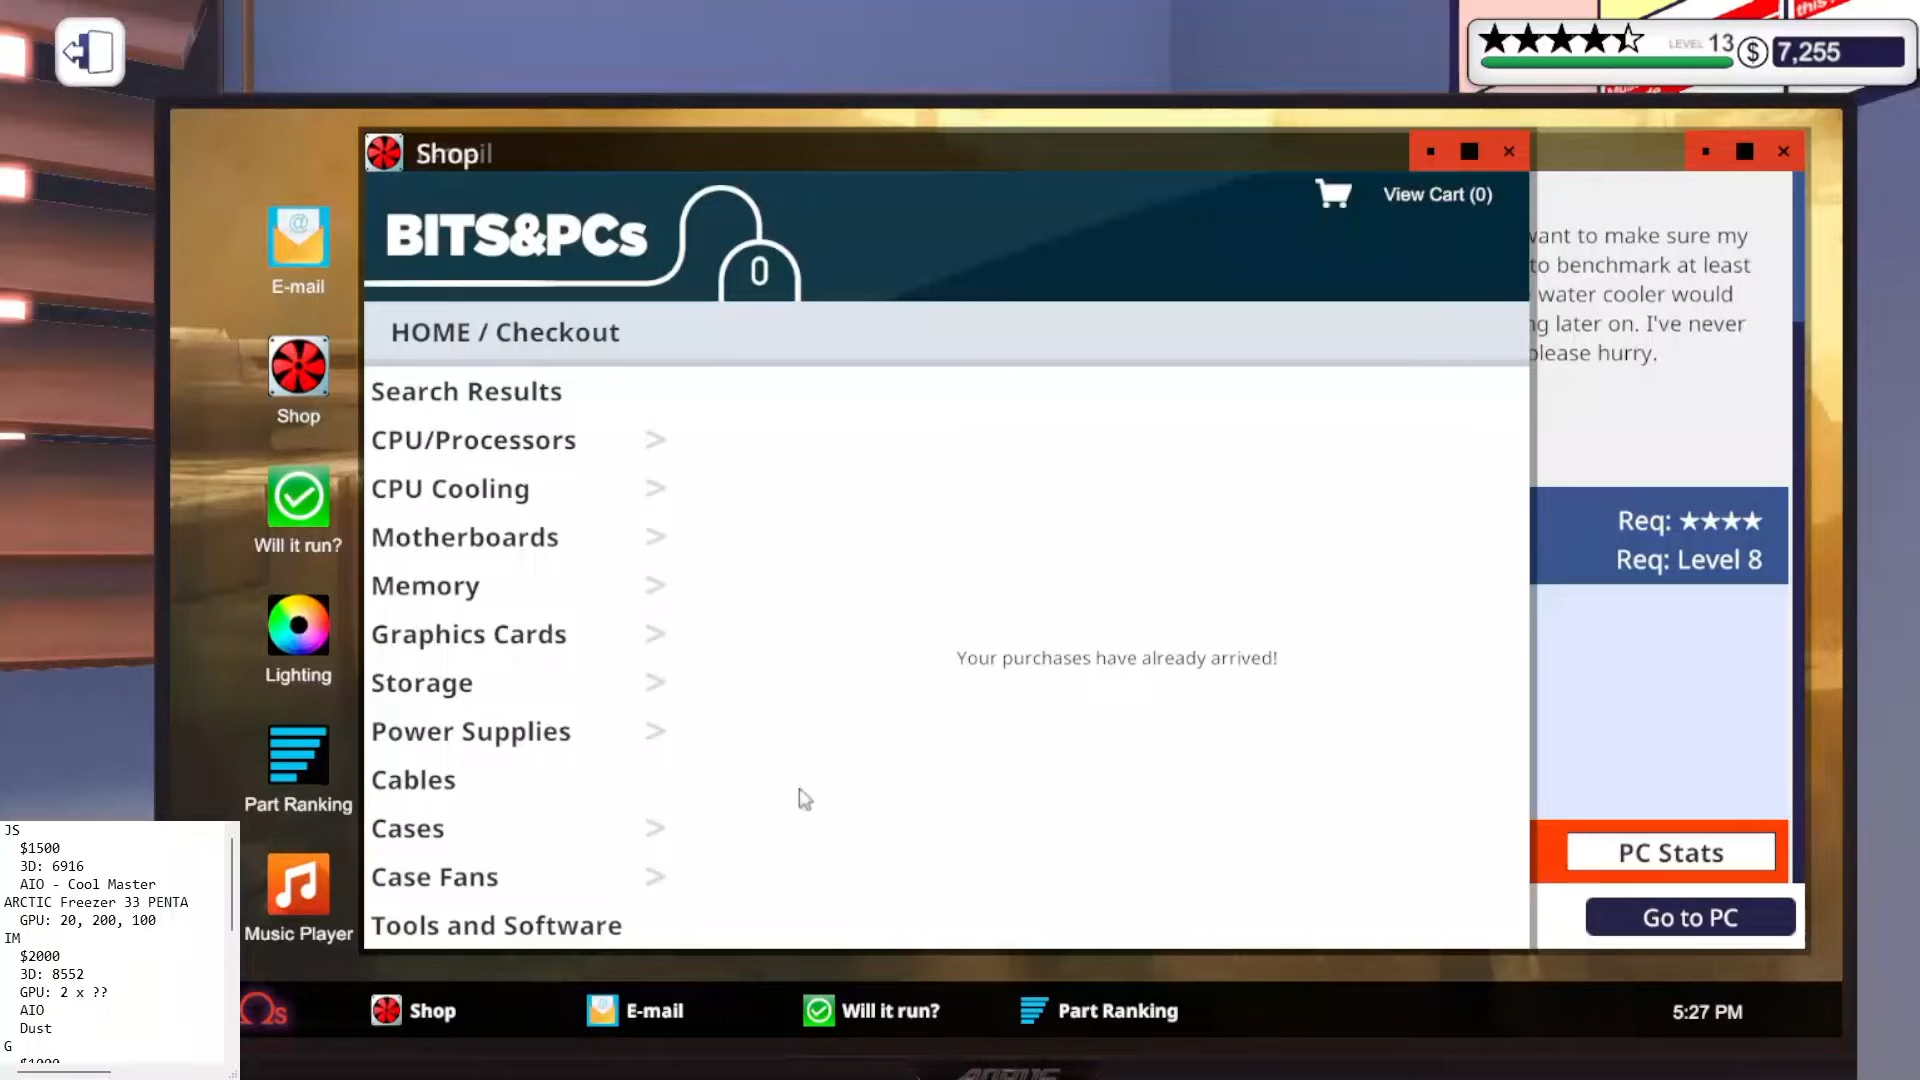 LEVEL 13
$ 7,255
Shop
BITS&PCs
View Cart (0)
HOME / Checkout
Search Results
CPU/Processors >
CPU Cooling >
Motherboards >
Memory >
Graphics Cards >
Storage >
Power Supplies >
Cables
Cases >
Case Fans >
Tools and Software
Your purchases have already arrived!
want to make sure my
to benchmark at least
water cooler would
ng later on. I've never
please hurry.
Req: ★★★★
Req: Level 8
PC Stats
Go to PC
E-mail
Shop
Will it run?
Lighting
Part Ranking
Music Player
JS
$1500
3D: 6916
AIO - Cool Master
ARCTIC Freezer 33 PENTA
GPU: 20, 200, 100
IM
$2000
3D: 8552
GPU: 2 x ??
AIO
Dust
G
$1000
Shop
E-mail
Will it run?
Part Ranking
5:27 PM